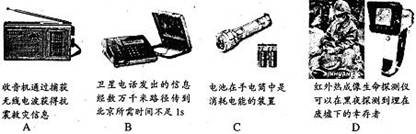 XINHUANET
收音机通过捕获
无线电波获得抗
震救灾信息
A
卫星电话发出的信息
经数万千米路径传到
北京所需时间不足1s
B
电池在手电筒中是
消耗电能的装置
C
红外热成像生命探测仪
可以在黑夜探测到埋在
废墟下的幸存者
D